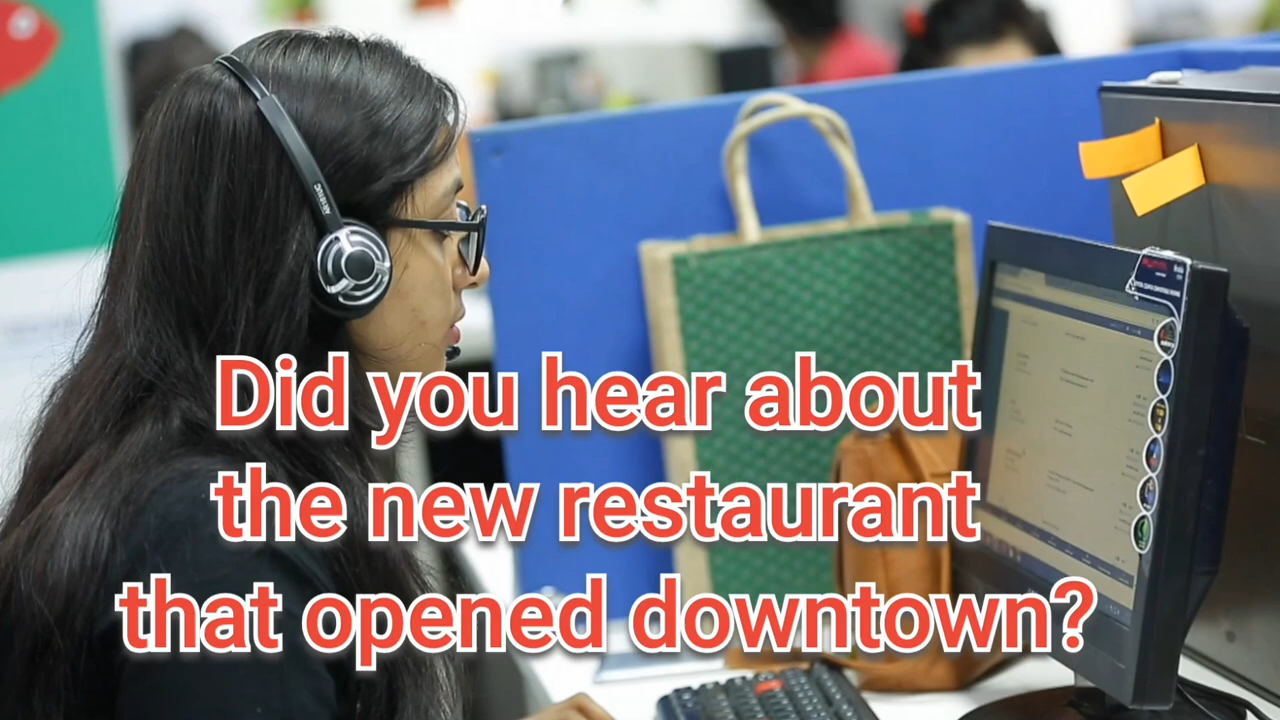 Did you hear about
the new restaurant
that opened downtown?